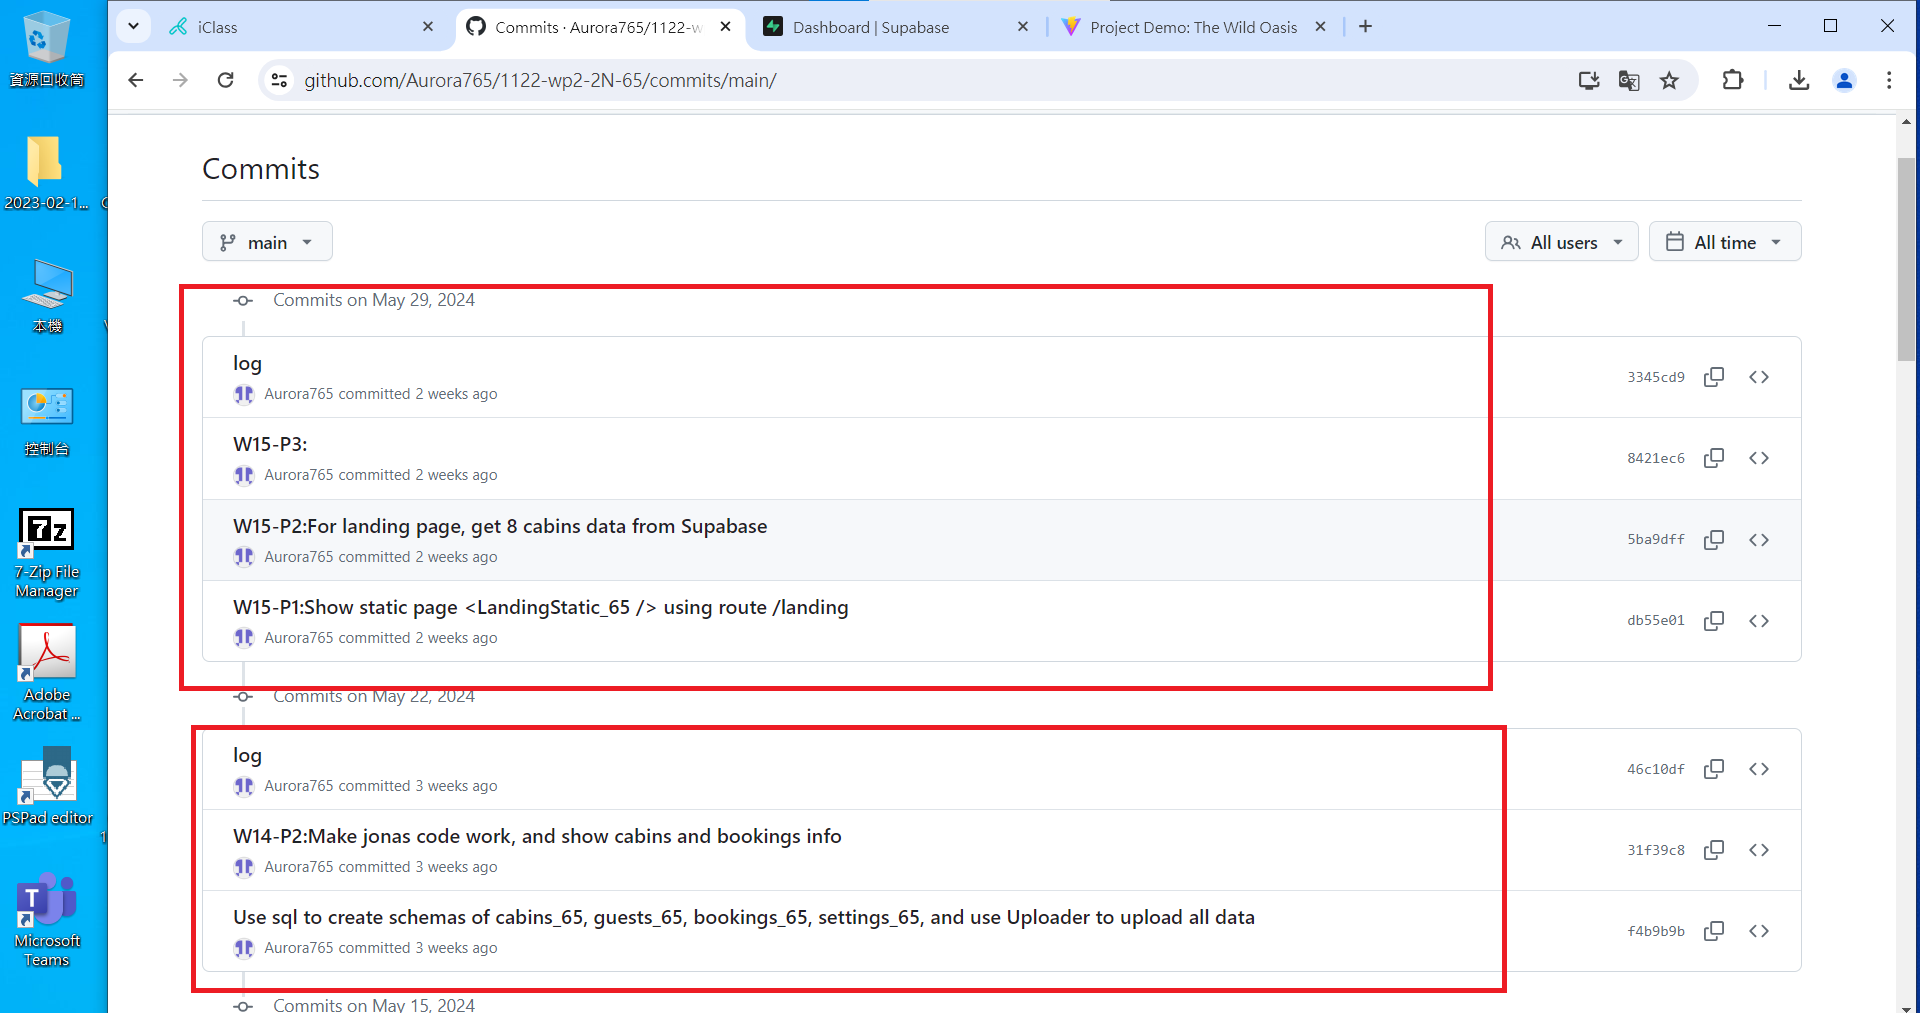 iClass
Commits · Aurora765/1122-w
Dashboard | Supabase
Project Demo: The Wild Oasis
github.com/Aurora765/1122-wp2-2N-65/commits/main/
資源回收筒
2023-02-1...
本機
控制台
7-Zip File
Manager
Adobe
Acrobat ...
PSPad editor
Microsoft
Teams
Commits
main
All users
All time
Commits on May 29, 2024
log
Aurora765 committed 2 weeks ago
3345cd9
W15-P3:
Aurora765 committed 2 weeks ago
8421ec6
W15-P2:For landing page, get 8 cabins data from Supabase
Aurora765 committed 2 weeks ago
5ba9dff
W15-P1:Show static page <LandingStatic_65 /> using route /landing
Aurora765 committed 2 weeks ago
db55e01
Commits on May 22, 2024
log
Aurora765 committed 3 weeks ago
46c10df
W14-P2:Make jonas code work, and show cabins and bookings info
Aurora765 committed 3 weeks ago
31f39c8
Use sql to create schemas of cabins_65, guests_65, bookings_65, settings_65, and use Uploader to upload all data
Aurora765 committed 3 weeks ago
f4b9b9b
Commits on May 15, 2024